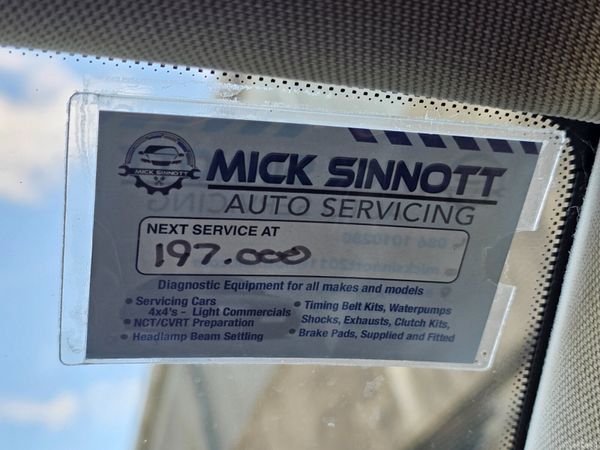 MICK SINNOTT
MICK SINNOTT
AUTO SERVICING
NEXT SERVICE AT
197.000
Diagnostic Equipment for all makes and models
• Servicing Cars
4x4's - Light Commercials
• NCT/CVRT Preparation
• Headlamp Beam Settling
• Timing Belt Kits, Waterpumps
Shocks, Exhausts, Clutch Kits,
• Brake Pads, Supplied and Fitted